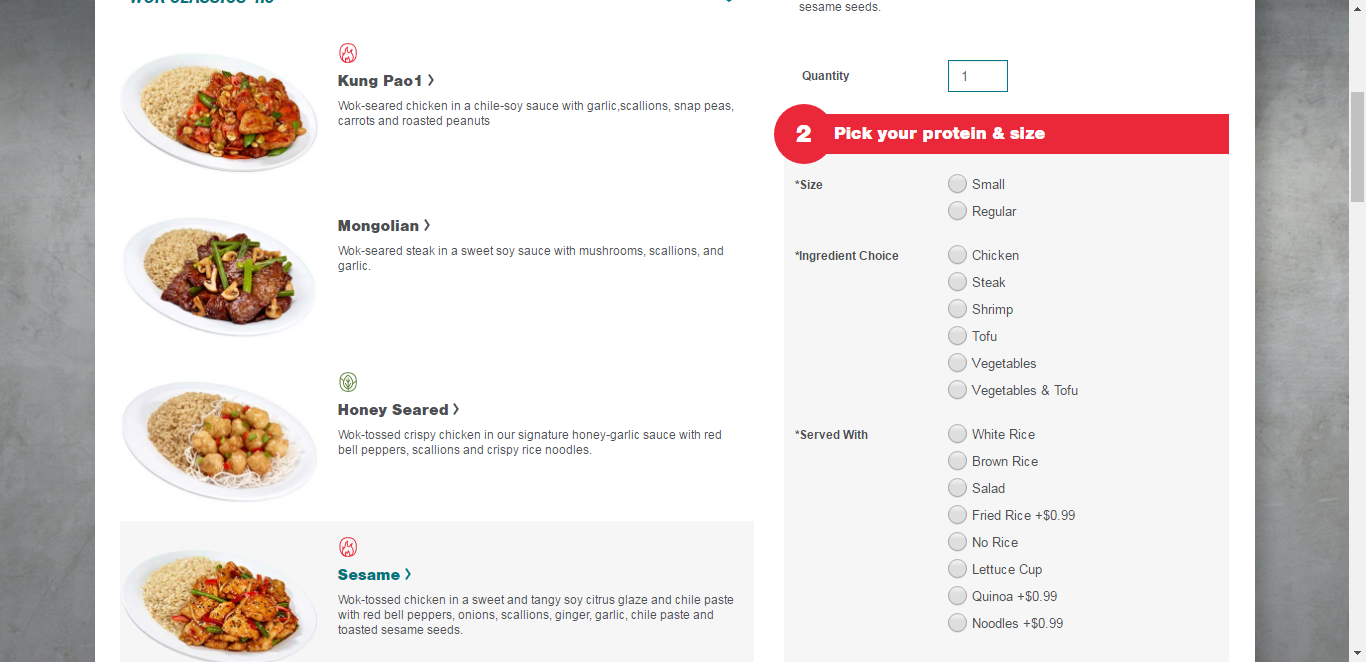 sesame seeds.
Kung Pao1 >
Wok-seared chicken in a chile-soy sauce with garlic,scallions, snap peas,
carrots and roasted peanuts
Mongolian >
Wok-seared steak in a sweet soy sauce with mushrooms, scallions, and
garlic.
Honey Seared >
Wok-tossed crispy chicken in our signature honey-garlic sauce with red
bell peppers, scallions and crispy rice noodles.
Sesame >
Wok-tossed chicken in a sweet and tangy soy citrus glaze and chile paste
with red bell peppers, onions, scallions, ginger, garlic, chile paste and
toasted sesame seeds.
Quantity 1
2 Pick your protein & size
*Size
Small
Regular
*Ingredient Choice
Chicken
Steak
Shrimp
Tofu
Vegetables
Vegetables & Tofu
*Served With
White Rice
Brown Rice
Salad
Fried Rice +$0.99
No Rice
Lettuce Cup
Quinoa +$0.99
Noodles +$0.99